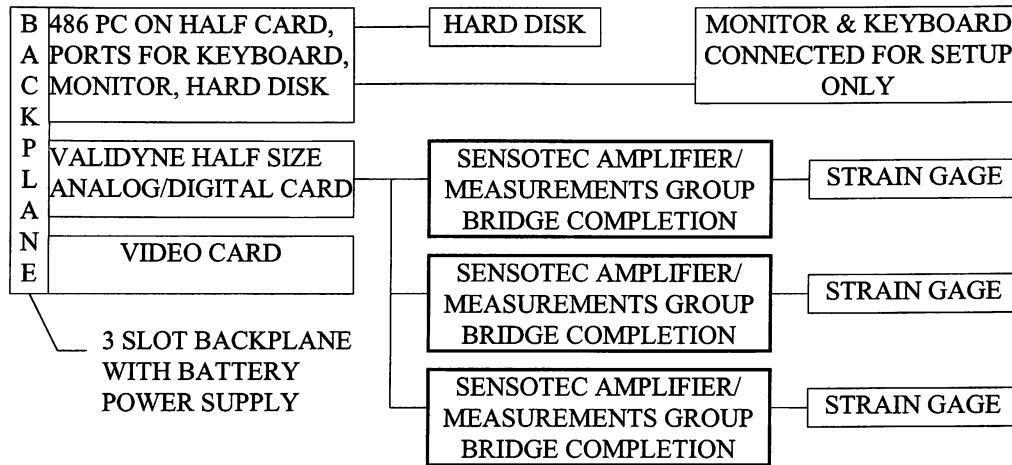 BACKPLANE
486 PC ON HALF CARD,
PORTS FOR KEYBOARD,
MONITOR, HARD DISK
HARD DISK
MONITOR & KEYBOARD
CONNECTED FOR SETUP
ONLY
VALIDYNE HALF SIZE
ANALOG/DIGITAL CARD
SENSOTEC AMPLIFIER/
MEASUREMENTS GROUP
BRIDGE COMPLETION
STRAIN GAGE
VIDEO CARD
SENSOTEC AMPLIFIER/
MEASUREMENTS GROUP
BRIDGE COMPLETION
STRAIN GAGE
3 SLOT BACKPLANE
WITH BATTERY
POWER SUPPLY
SENSOTEC AMPLIFIER/
MEASUREMENTS GROUP
BRIDGE COMPLETION
STRAIN GAGE